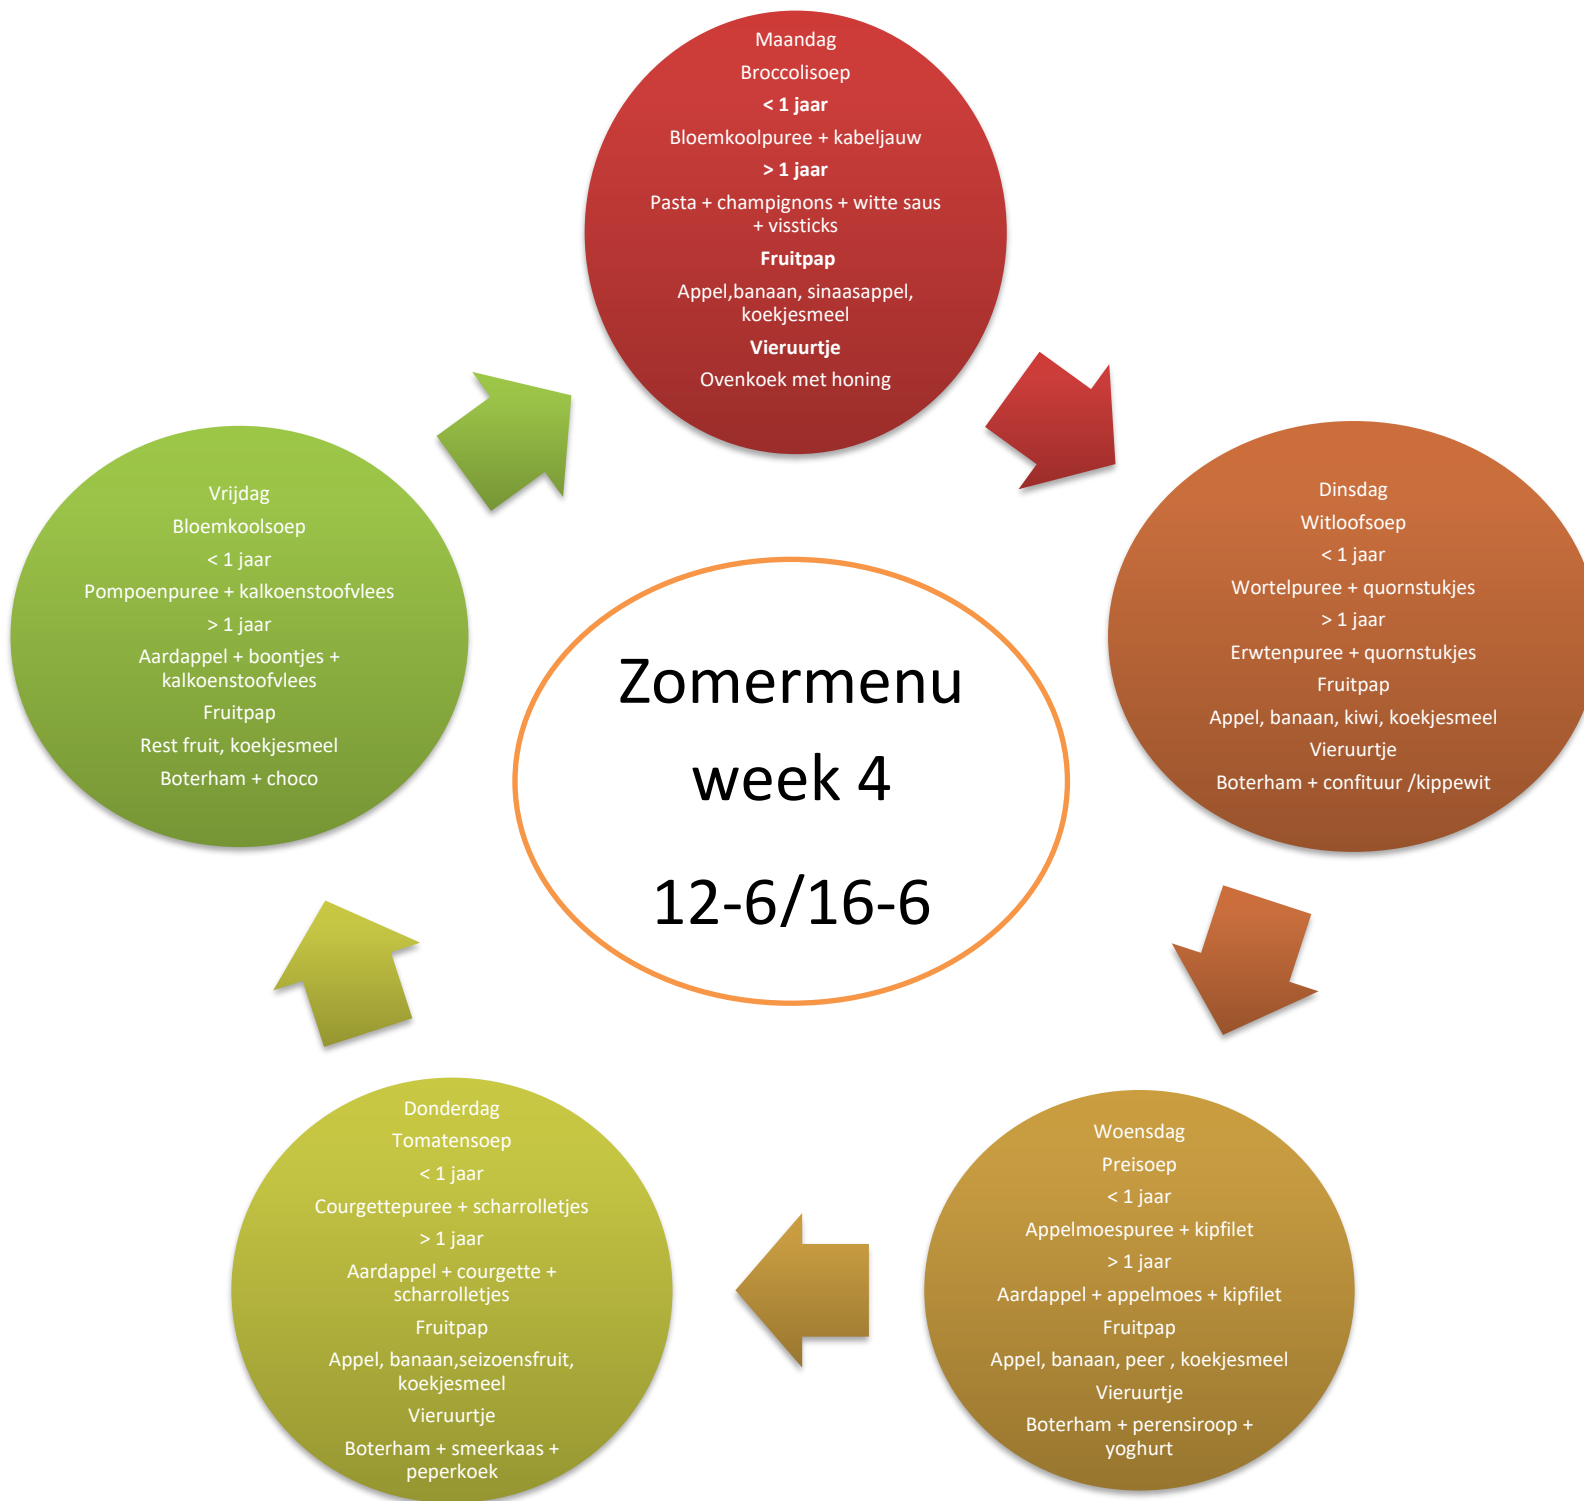 Maandag
Broccolisoep
< 1 jaar
Bloemkoolpuree + kabeljauw
> 1 jaar
Pasta + champignons + witte saus
+ vissticks
Fruitpap
Appel,banaan, sinaasappel,
koekjesmeel
Vieruurtje
Ovenkoek met honing
Dinsdag
Witloofsoep
< 1 jaar
Wortelpuree + quornstukjes
> 1 jaar
Erwtenpuree + quornstukjes
Fruitpap
Appel, banaan, kiwi, koekjesmeel
Vieruurtje
Boterham + confituur /kippewit
Woensdag
Preisoep
< 1 jaar
Appelmoespuree + kipfilet
> 1 jaar
Aardappel + appelmoes + kipfilet
Fruitpap
Appel, banaan, peer , koekjesmeel
Vieruurtje
Boterham + perensiroop +
yoghurt
Donderdag
Tomatensoep
< 1 jaar
Courgettepuree + scharrolletjes
> 1 jaar
Aardappel + courgette +
scharrolletjes
Fruitpap
Appel, banaan,seizoensfruit,
koekjesmeel
Vieruurtje
Boterham + smeerkaas +
peperkoek
Vrijdag
Bloemkoolsoep
< 1 jaar
Pompoenpuree + kalkoenstoofvlees
> 1 jaar
Aardappel + boontjes +
kalkoenstoofvlees
Fruitpap
Rest fruit, koekjesmeel
Boterham + choco
Zomermenu
week 4
12-6/16-6